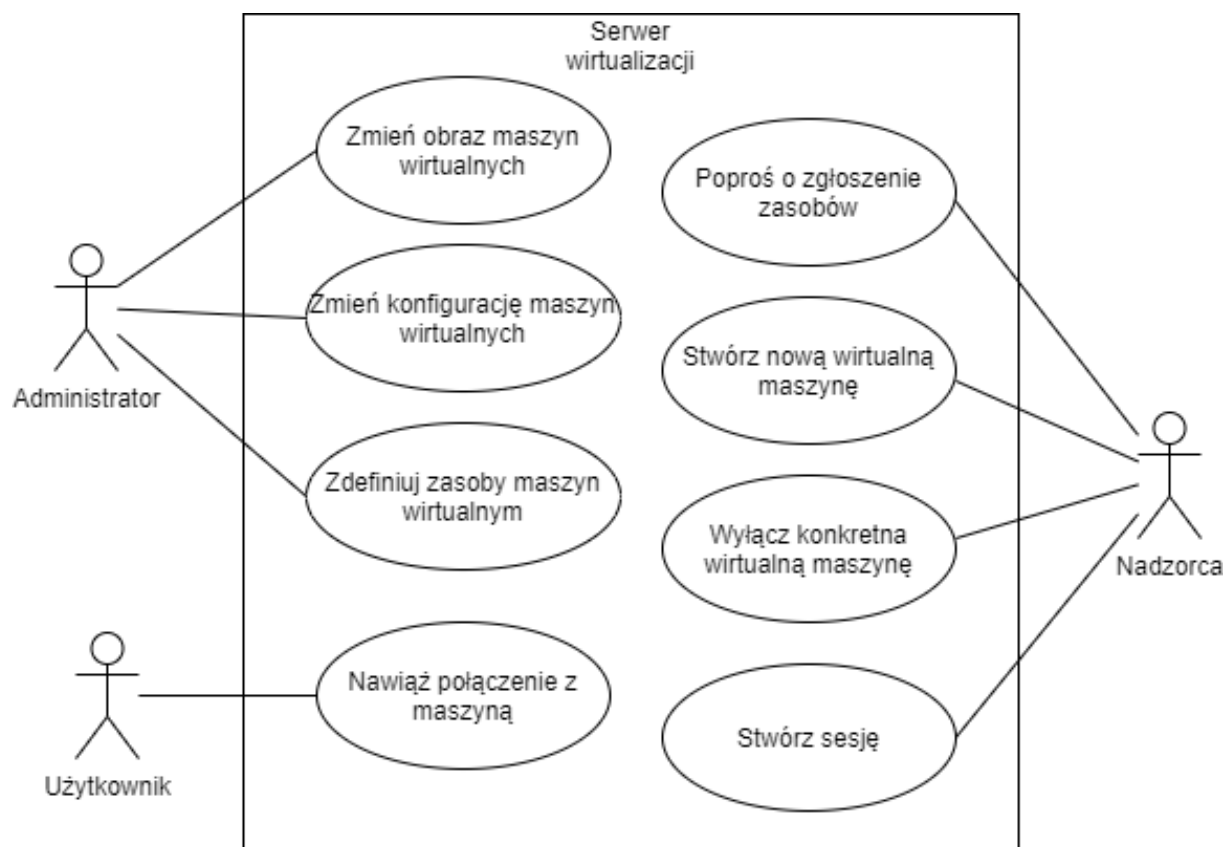 Serwer
wirtualizacji
Zmień obraz maszyn
wirtualnych
Poproś o zgłoszenie
zasobów
Zmień konfigurację maszyn
wirtualnych
Stwórz nową wirtualną
maszynę
Administrator
Zdefiniuj zasoby maszyn
wirtualnym
Wyłącz konkretna
wirtualną maszynę
Nadzorca
Nawiąż połączenie z
maszyną
Stwórz sesję
Użytkownik